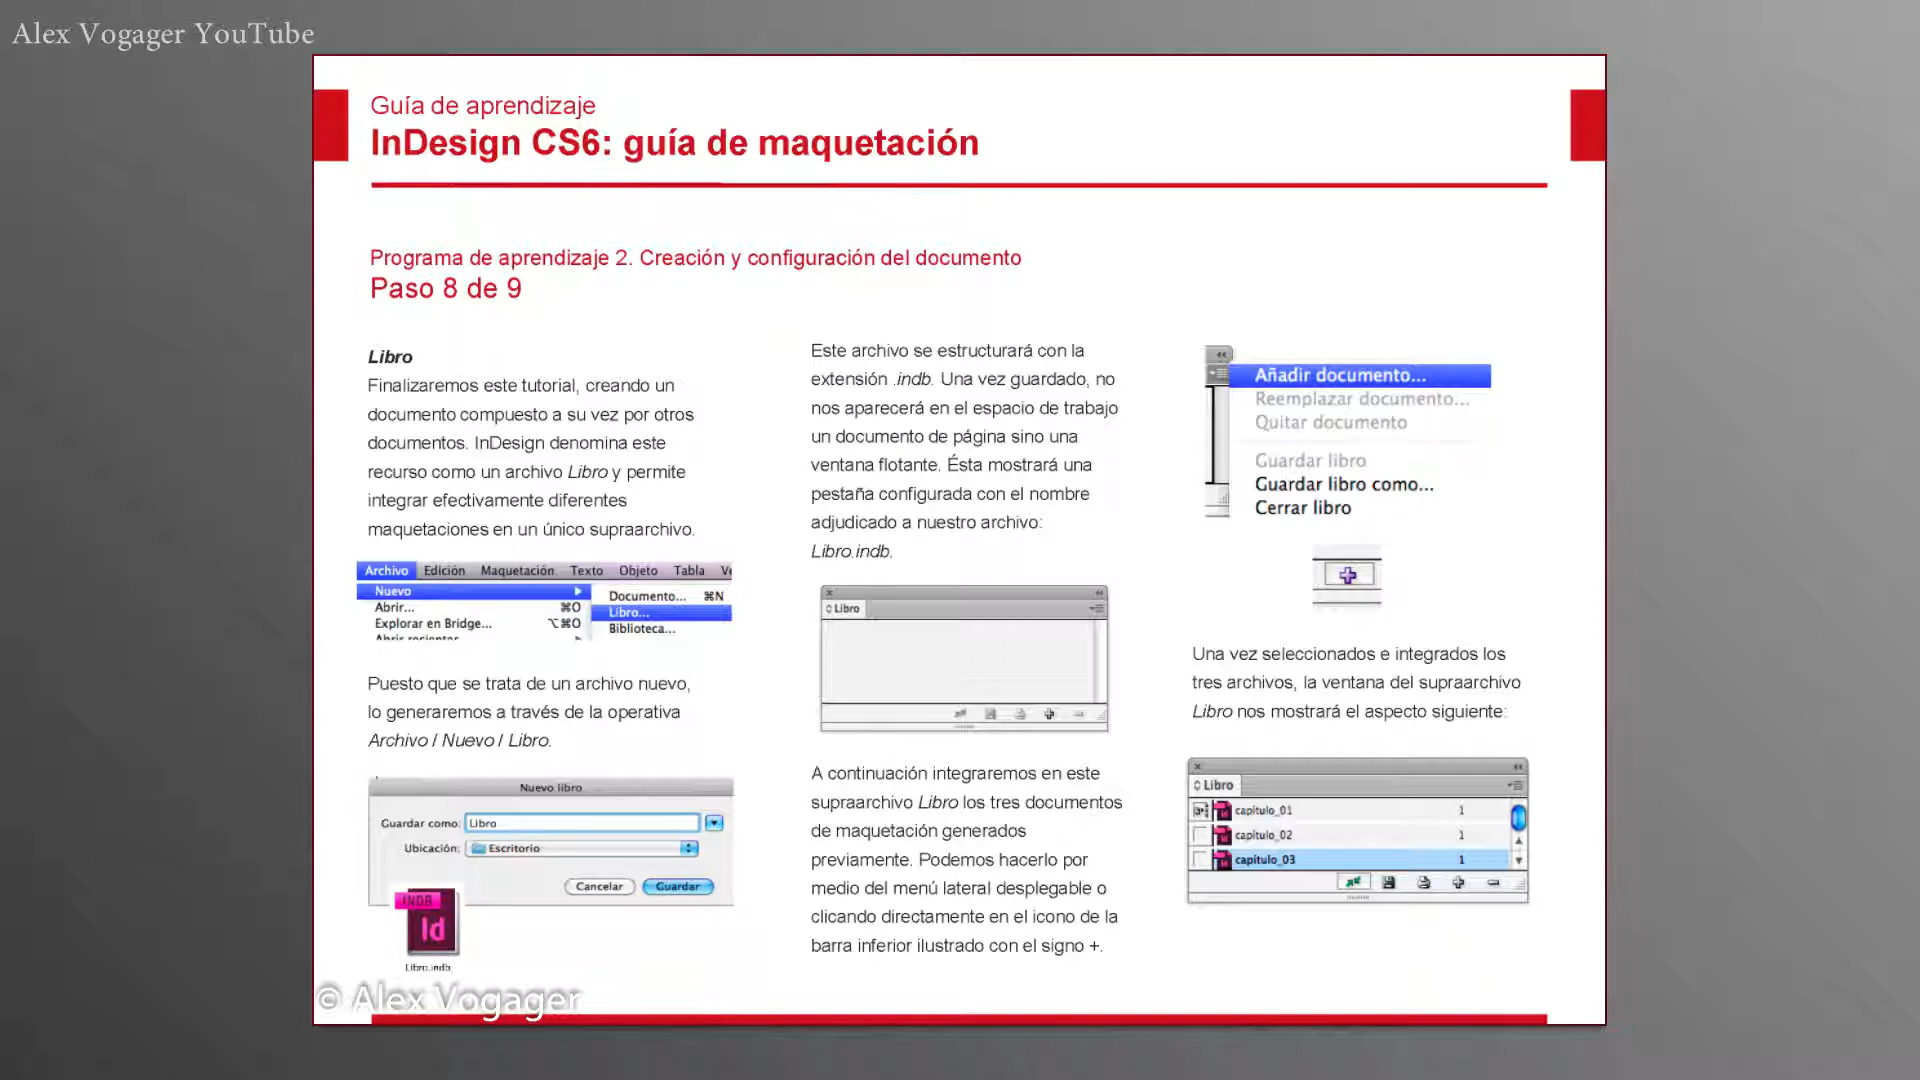 Alex Vogager YouTube
Guía de aprendizaje
InDesign CS6: guía de maquetación
Programa de aprendizaje 2. Creación y configuración del documento
Paso 8 de 9
Libro
Finalizaremos este tutorial, creando un
documento compuesto a su vez por otros
documentos. InDesign denomina este
recurso como un archivo Libro y permite
integrar efectivamente diferentes
maquetaciones en un único supraarchivo.
Archivo Edición Maquetación Texto Objeto Tabla
Nuevo
Abrir... ⌘O
Explorar en Bridge... ⌥⌘O
Abrir recientes
Documento... ⌘N
Libro...
Biblioteca...
Puesto que se trata de un archivo nuevo,
lo generaremos a través de la operativa
Archivo / Nuevo / Libro.
Nuevo libro
Guardar como: Libro
Ubicación: Escritorio
Cancelar Guardar
INDB
Id
Libro.indb
Este archivo se estructurará con la
extensión .indb. Una vez guardado, no
nos aparecerá en el espacio de trabajo
un documento de página sino una
ventana flotante. Ésta mostrará una
pestaña configurada con el nombre
adjudicado a nuestro archivo:
Libro.indb.
Libro
A continuación integraremos en este
supraarchivo Libro los tres documentos
de maquetación generados
previamente. Podemos hacerlo por
medio del menú lateral desplegable o
clicando directamente en el icono de la
barra inferior ilustrado con el signo +.
Añadir documento...
Reemplazar documento...
Quitar documento
Guardar libro
Guardar libro como...
Cerrar libro
Una vez seleccionados e integrados los
tres archivos, la ventana del supraarchivo
Libro nos mostrará el aspecto siguiente:
Libro
capitulo_01 1
capitulo_02 1
capitulo_03 1
© Alex Vogager